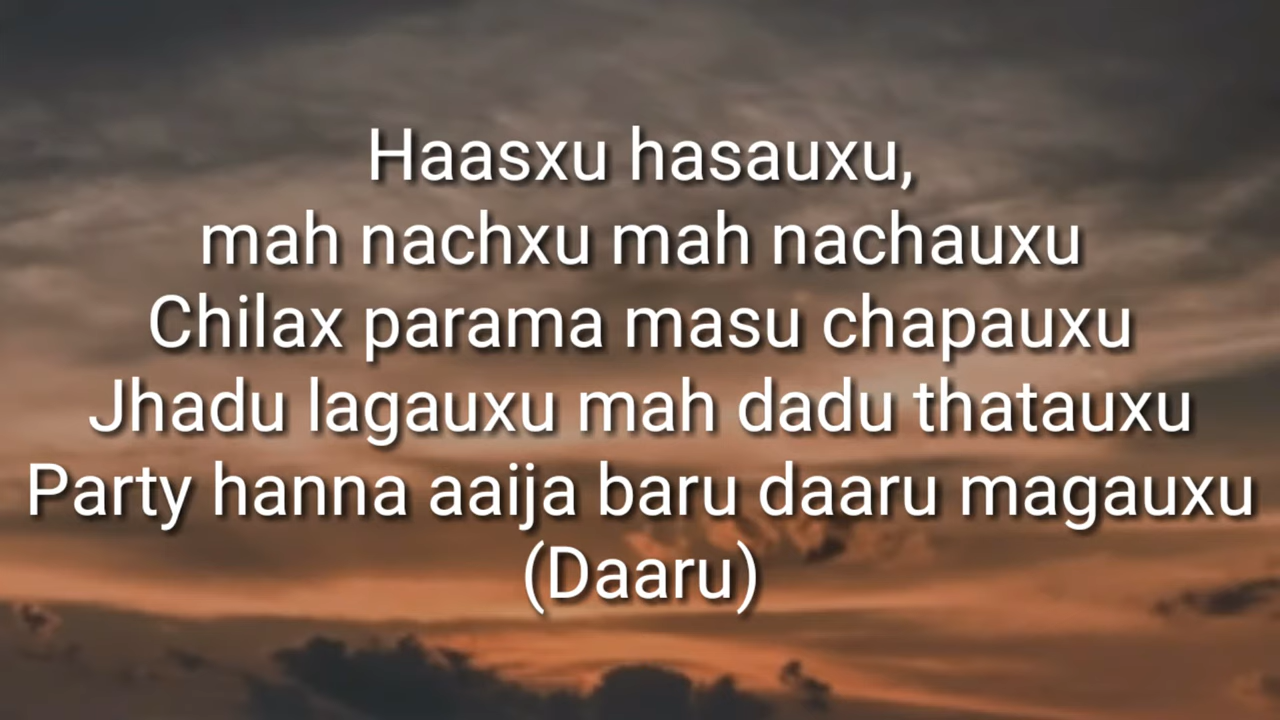 Haasxu hasauxu,
mah nachxu mah nachauxu
Chilax parama masu chapauxu
Jhadu lagauxu mah dadu thatauxu
Party hanna aaija baru daaru magauxu
(Daaru)